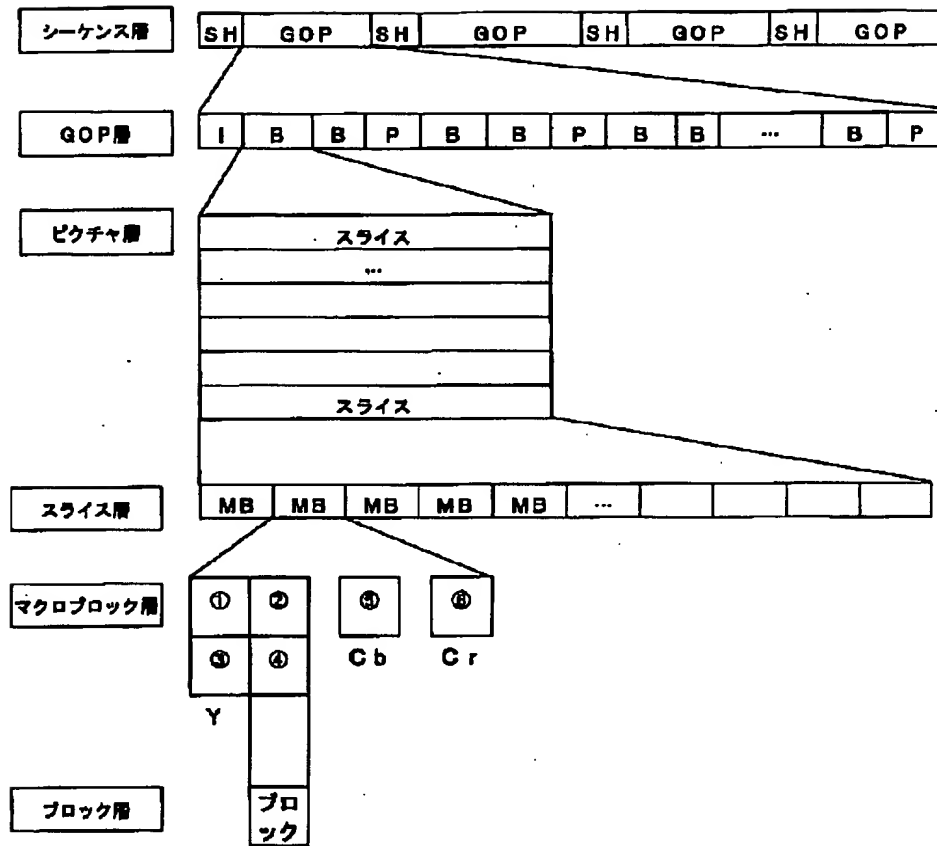 シーケンス層
SH GOP SH GOP SH GOP SH GOP
GOP層
I B B P B B P B B … B P
ピクチャ層
スライス
…
スライス
スライス層
MB MB MB MB MB …
マクロブロック層
① ② ⑤ ⑥
③ ④ Cb Cr
Y
ブロック層
ブロ
ック